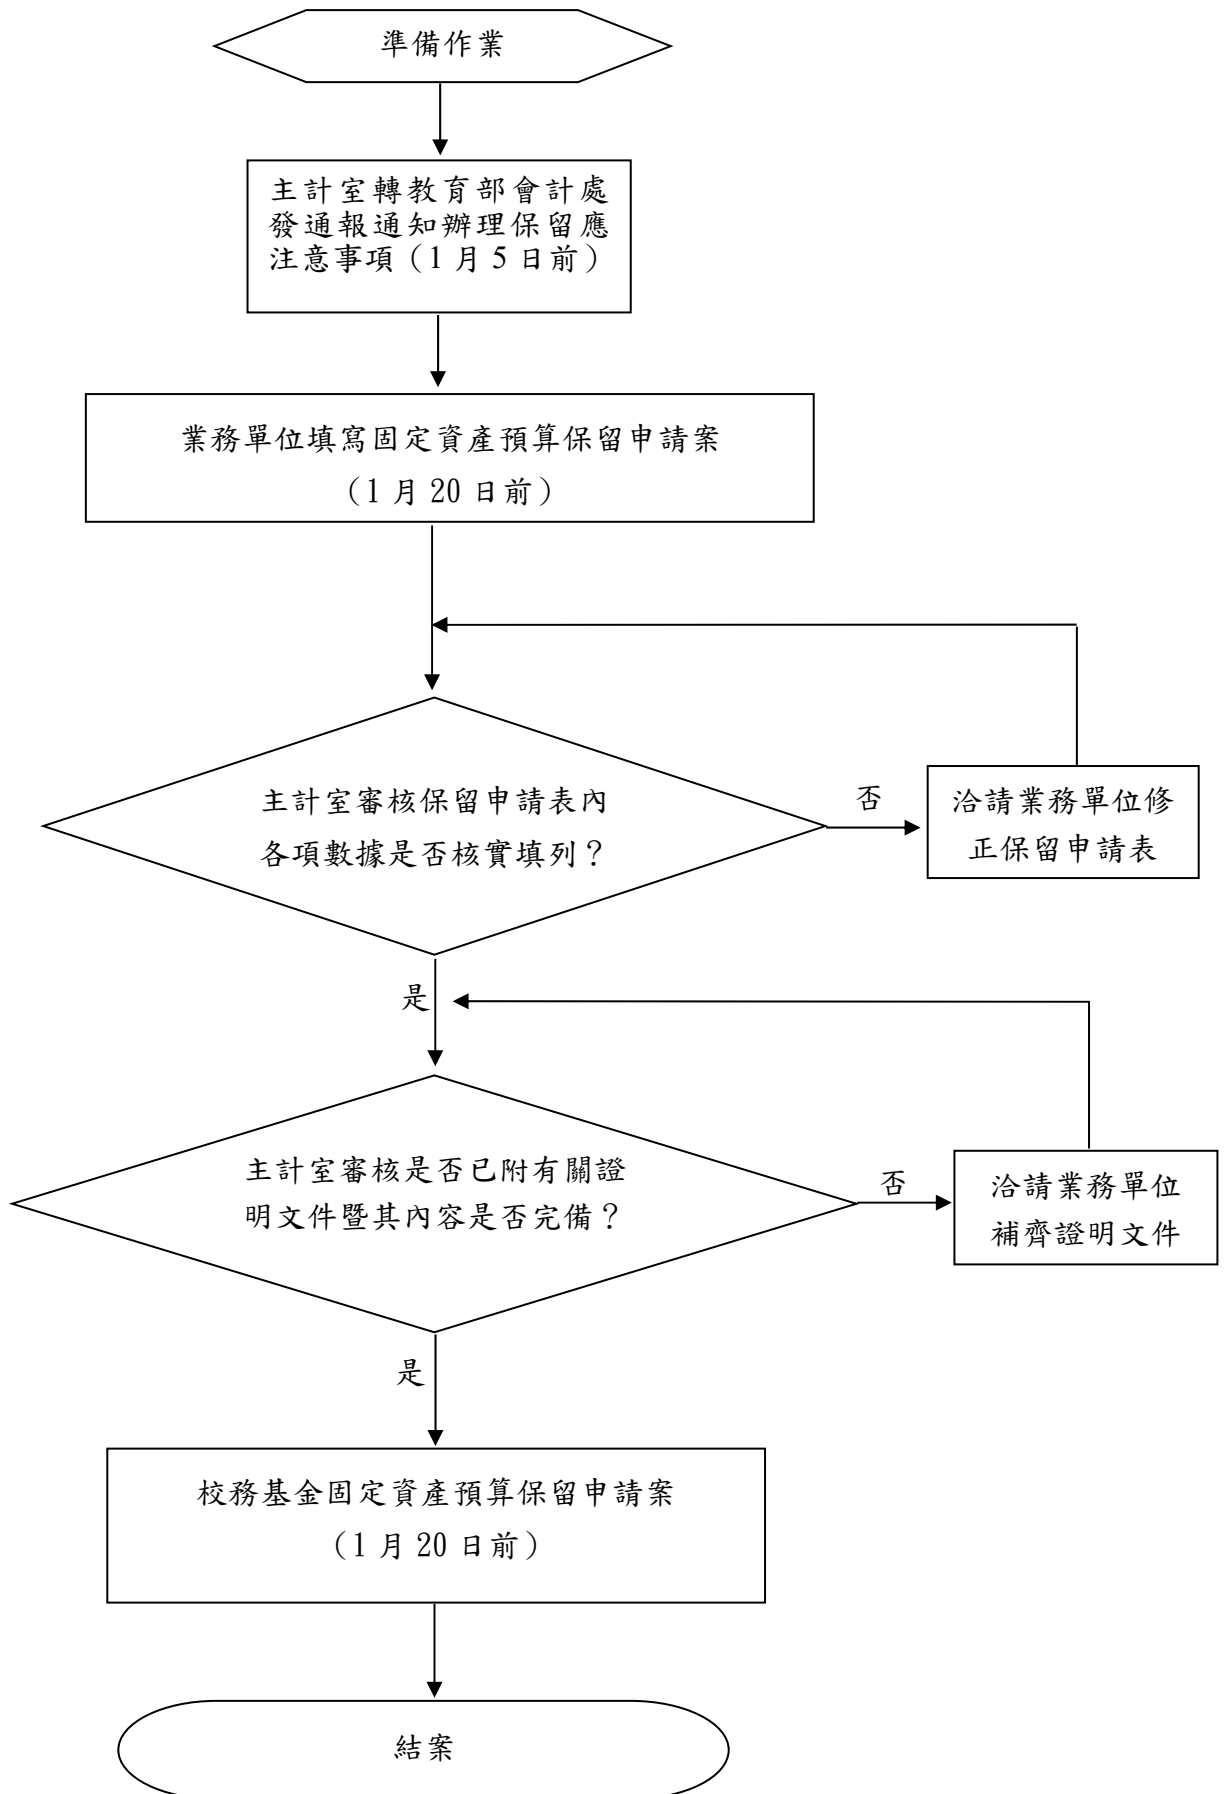 準備作業
主計室轉教育部會計處
發通報通知辦理保留應
注意事項（1 月 5 日前）
業務單位填寫固定資產預算保留申請案
（1 月 20 日前）
主計室審核保留申請表內
各項數據是否核實填列？
否
洽請業務單位修
正保留申請表
是
主計室審核是否已附有關證
明文件暨其內容是否完備？
否
洽請業務單位
補齊證明文件
是
校務基金固定資產預算保留申請案
（1 月 20 日前）
結案